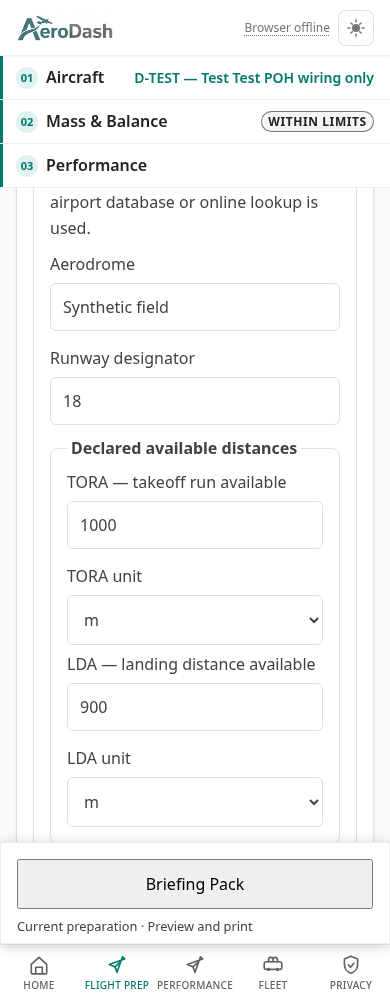 AeroDash
Browser offline
01 Aircraft D-TEST — Test Test POH wiring only
02 Mass & Balance WITHIN LIMITS
03 Performance
airport database or online lookup is
used.
Aerodrome
Synthetic field
Runway designator
18
Declared available distances
TORA — takeoff run available
1000
TORA unit
m
LDA — landing distance available
900
LDA unit
m
Briefing Pack
Current preparation · Preview and print
HOME FLIGHT PREP PERFORMANCE FLEET PRIVACY